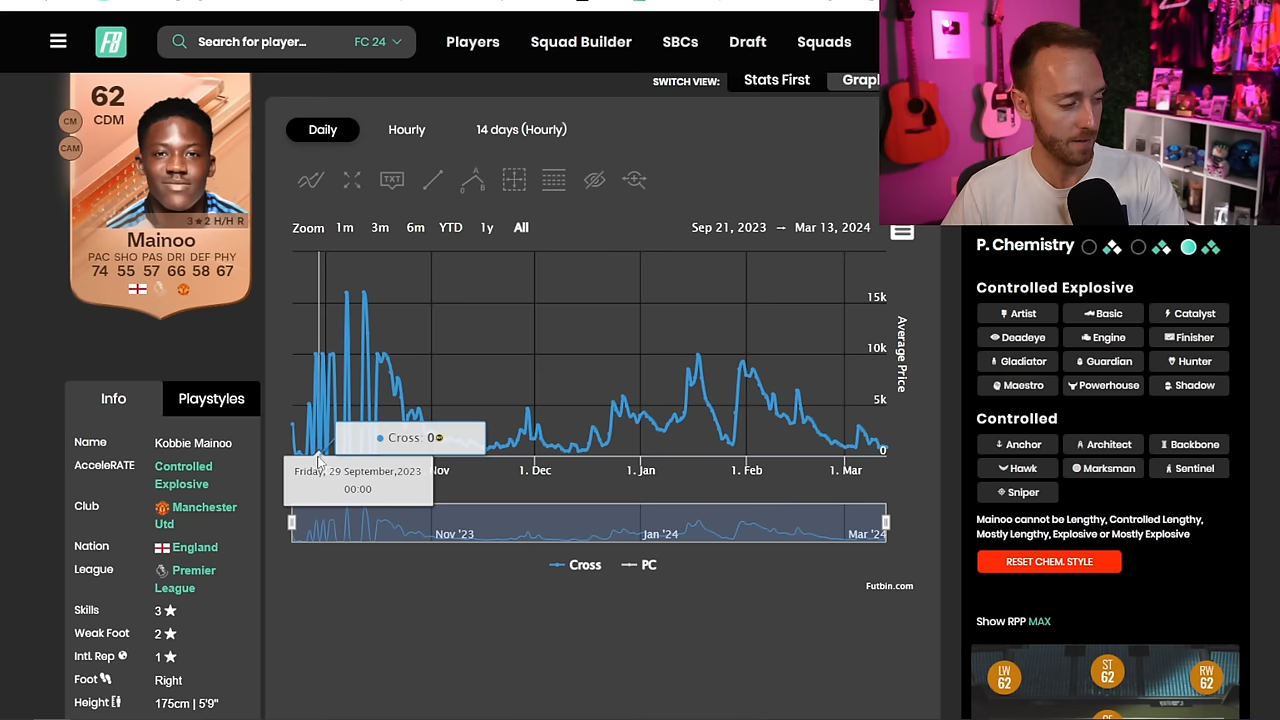 FB
Search for player...
FC 24
Players
Squad Builder
SBCs
Draft
Squads
62
CDM
CM
CAM
3★2 H/H R
Mainoo
PAC SHO PAS DRI DEF PHY
74 55 57 66 58 67
SWITCH VIEW:
Stats First
Graph
Daily
Hourly
14 days (Hourly)
TXT
Zoom
1m
3m
6m
YTD
1y
All
Sep 21, 2023 → Mar 13, 2024
15k
10k
5k
0
Average Price
Cross: 0
Friday, 29 September, 2023
00:00
Nov
1. Dec
1. Jan
1. Feb
1. Mar
Nov '23
Jan '24
Mar '24
Cross
PC
Futbin.com
Info
Playstyles
Name
Kobbie Mainoo
AcceleRATE
Controlled
Explosive
Club
Manchester
Utd
Nation
England
League
Premier
League
Skills
3 ★
Weak Foot
2 ★
Intl. Rep
1 ★
Foot
Right
Height
175cm | 5'9"
P. Chemistry
Controlled Explosive
Artist
Basic
Catalyst
Deadeye
Engine
Finisher
Gladiator
Guardian
Hunter
Maestro
Powerhouse
Shadow
Controlled
Anchor
Architect
Backbone
Hawk
Marksman
Sentinel
Sniper
Mainoo cannot be Lengthy, Controlled Lengthy,
Mostly Lengthy, Explosive or Mostly Explosive
RESET CHEM. STYLE
Show RPP MAX
LW
62
ST
62
RW
62